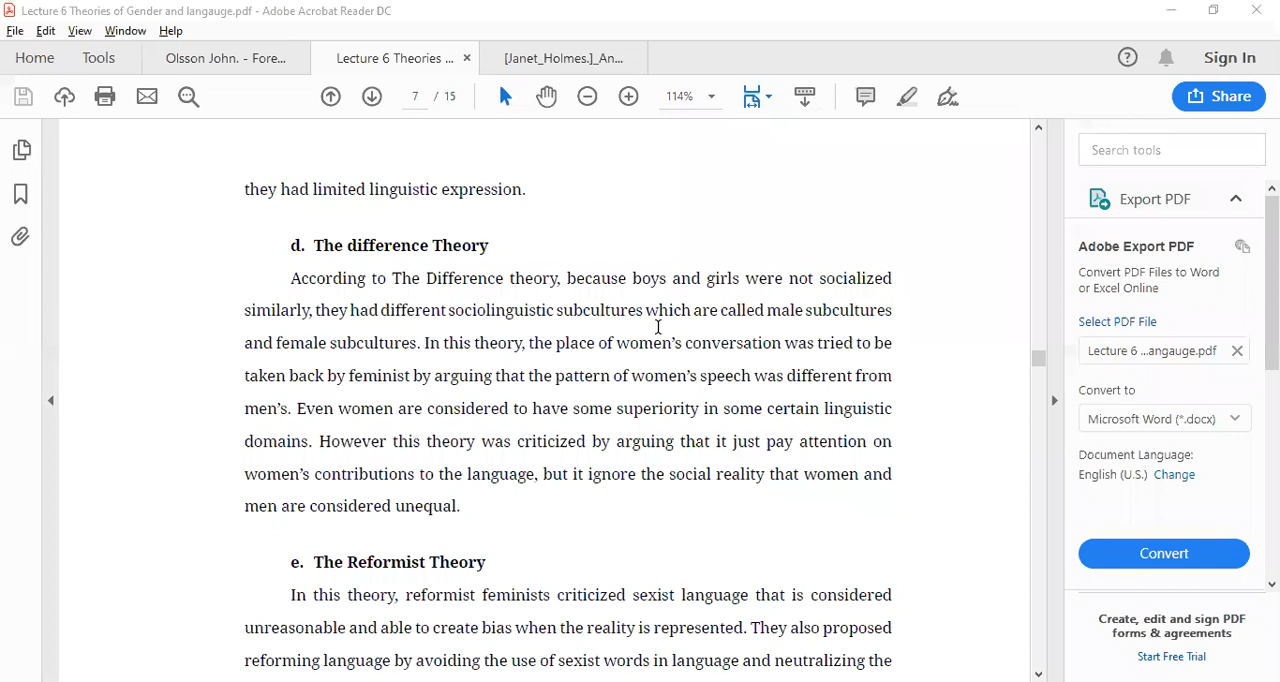 Lecture 6 Theories of Gender and langauge.pdf - Adobe Acrobat Reader DC
File Edit View Window Help
Home Tools Olsson John. - Fore... Lecture 6 Theories ... × [Janet_Holmes.]_An... Sign In
7 / 15 114% Share
Search tools
they had limited linguistic expression.
Export PDF
d. The difference Theory
Adobe Export PDF
According to The Difference theory, because boys and girls were not socialized
Convert PDF Files to Word
or Excel Online
similarly, they had different sociolinguistic subcultures which are called male subcultures
Select PDF File
and female subcultures. In this theory, the place of women's conversation was tried to be
Lecture 6 ...angauge.pdf
taken back by feminist by arguing that the pattern of women's speech was different from
Convert to
men's. Even women are considered to have some superiority in some certain linguistic
Microsoft Word (*.docx)
domains. However this theory was criticized by arguing that it just pay attention on
Document Language:
women's contributions to the language, but it ignore the social reality that women and
English (U.S.) Change
men are considered unequal.
Convert
e. The Reformist Theory
In this theory, reformist feminists criticized sexist language that is considered
unreasonable and able to create bias when the reality is represented. They also proposed
reforming language by avoiding the use of sexist words in language and neutralizing the
Create, edit and sign PDF
forms & agreements
Start Free Trial